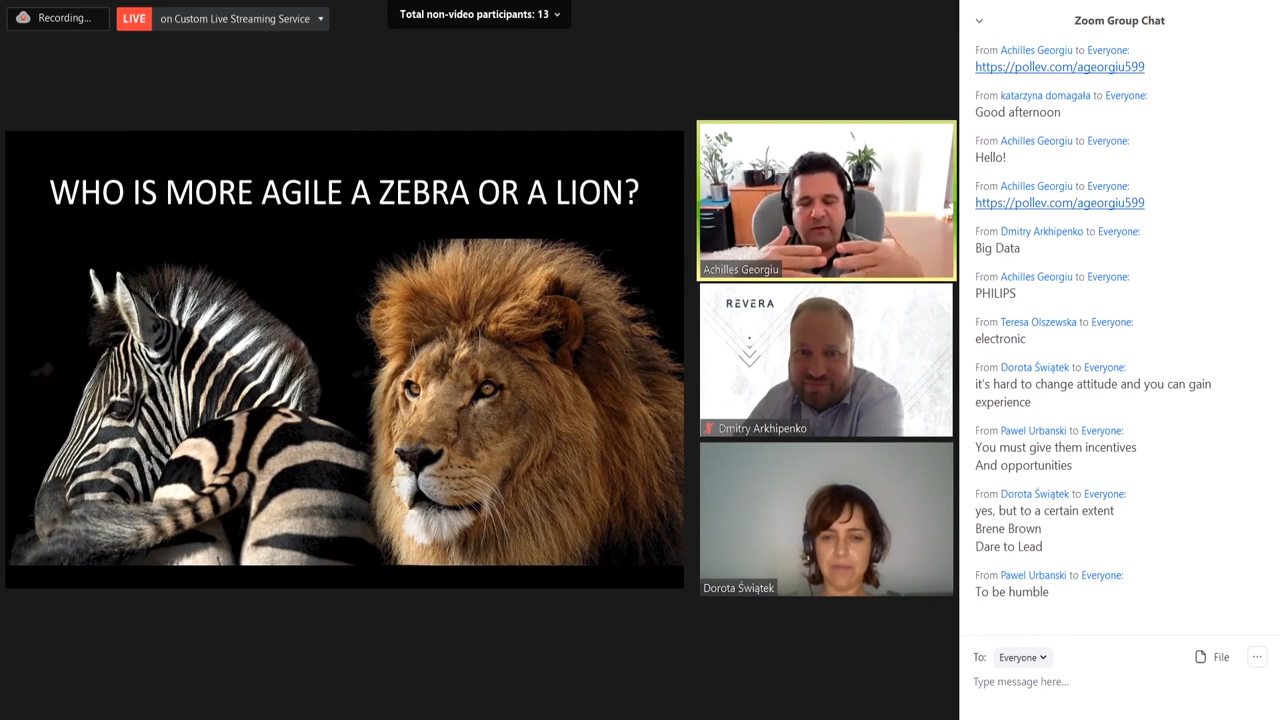 Recording...
LIVE
on Custom Live Streaming Service
Total non-video participants: 13
WHO IS MORE AGILE A ZEBRA OR A LION?
Achilles Georgiu
REVERA
Dmitry Arkhipenko
Dorota Świątek
Zoom Group Chat
From Achilles Georgiu to Everyone:
https://pollev.com/ageorgiu599
From katarzyna domagała to Everyone:
Good afternoon
From Achilles Georgiu to Everyone:
Hello!
From Achilles Georgiu to Everyone:
https://pollev.com/ageorgiu599
From Dmitry Arkhipenko to Everyone:
Big Data
From Achilles Georgiu to Everyone:
PHILIPS
From Teresa Olszewska to Everyone:
electronic
From Dorota Świątek to Everyone:
it's hard to change attitude and you can gain
experience
From Pawel Urbanski to Everyone:
You must give them incentives
And opportunities
From Dorota Świątek to Everyone:
yes, but to a certain extent
Brene Brown
Dare to Lead
From Pawel Urbanski to Everyone:
To be humble
To: Everyone
File
...
Type message here...